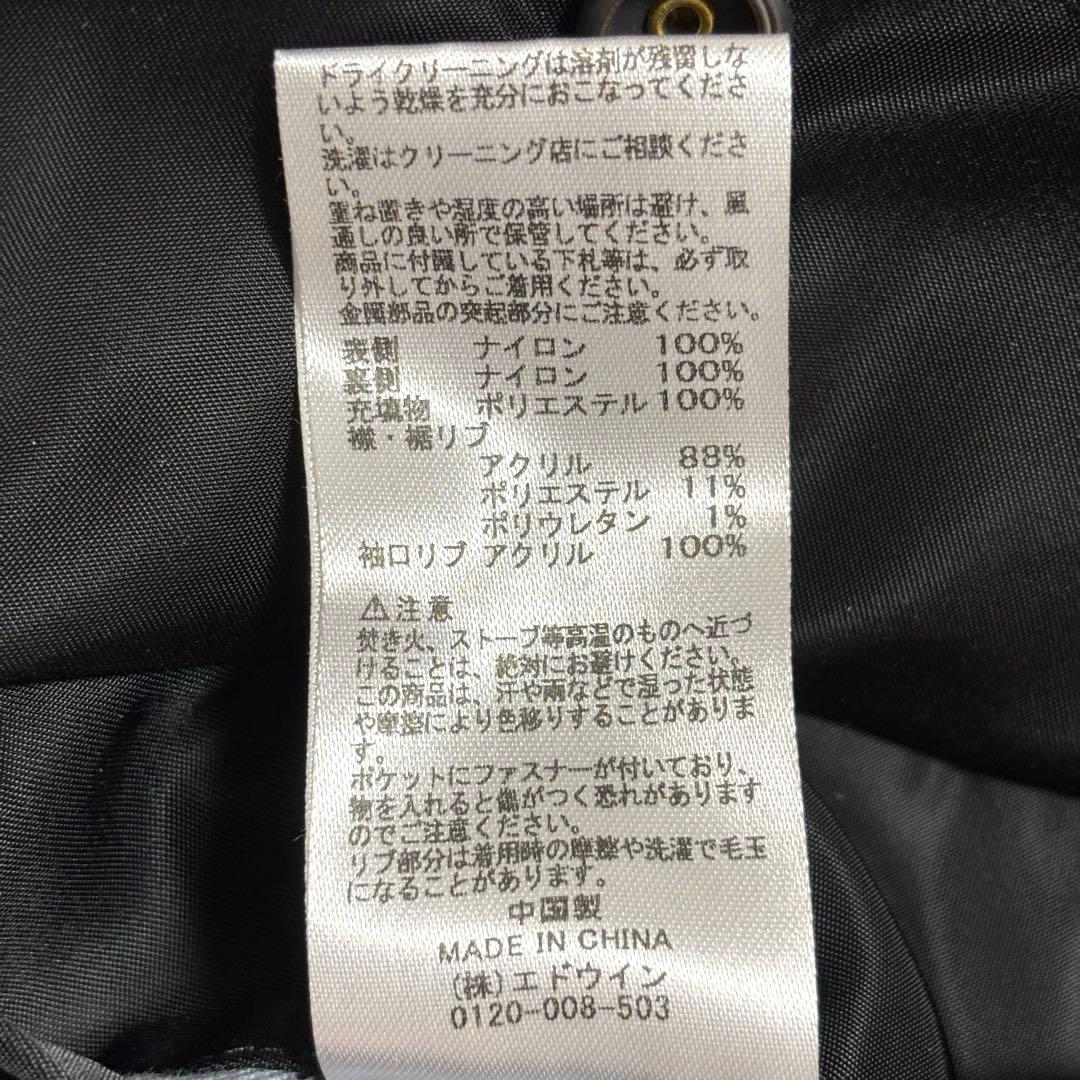 ドライクリーニングは溶剤が残留しな
いよう乾燥を充分におこなってくださ
い。
洗濯はクリーニング店にご相談くださ
い。
重ね置きや湿度の高い場所は避け、風
通しの良い所で保管してください。
商品に付属している下札等は、必ず取
り外してからご着用ください。
金属部品の突起部分にご注意ください。
表側 ナイロン 100%
裏側 ナイロン 100%
充填物 ポリエステル 100%
襟・裾リブ
アクリル 88%
ポリエステル 11%
ポリウレタン 1%
袖口リブ アクリル 100%
⚠注意
焚き火、ストーブ等高温のものへ近づ
けることは、絶対にお避けください。
この商品は、汗や雨などで湿った状態
や摩擦により色移りすることがありま
す。
ポケットにファスナーが付いており、
物を入れると傷がつく恐れがあります
のでご注意ください。
リブ部分は着用時の摩擦や洗濯で毛玉
になることがあります。
中国製
MADE IN CHINA
(株)エドウイン
0120-008-503